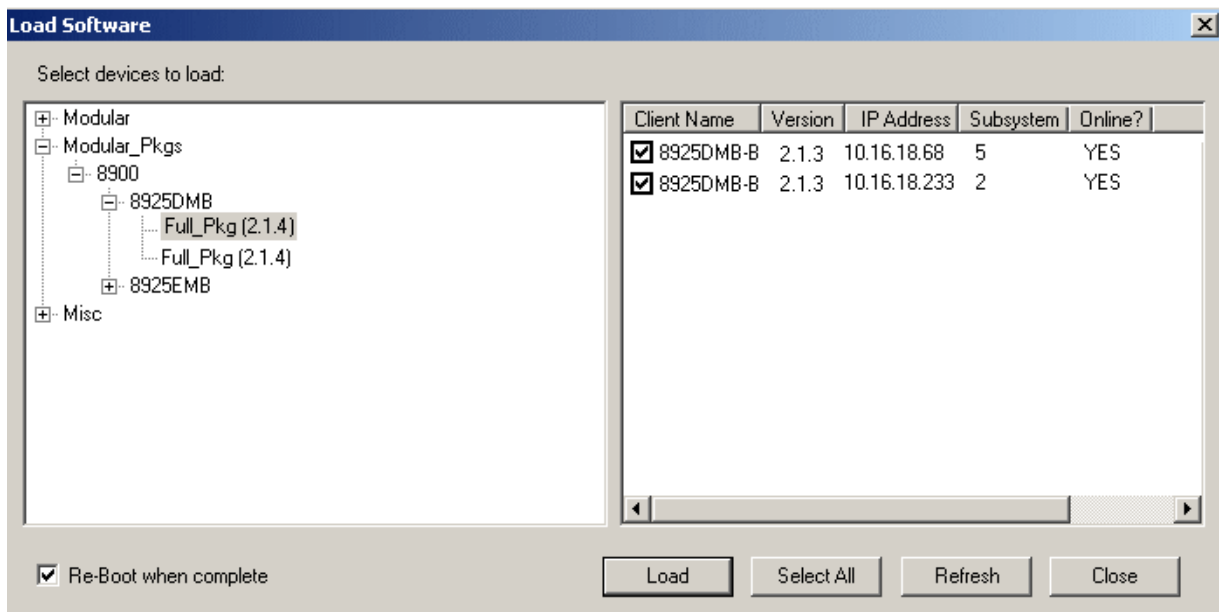 Load Software
Select devices to load:
Modular
Modular_Pkgs
8900
8925DMB
Full_Pkg (2.1.4)
Full_Pkg (2.1.4)
8925EMB
Misc
Client Name Version IP Address Subsystem Online?
8925DMB-B 2.1.3 10.16.18.68 5 YES
8925DMB-B 2.1.3 10.16.18.233 2 YES
Re-Boot when complete
Load Select All Refresh Close